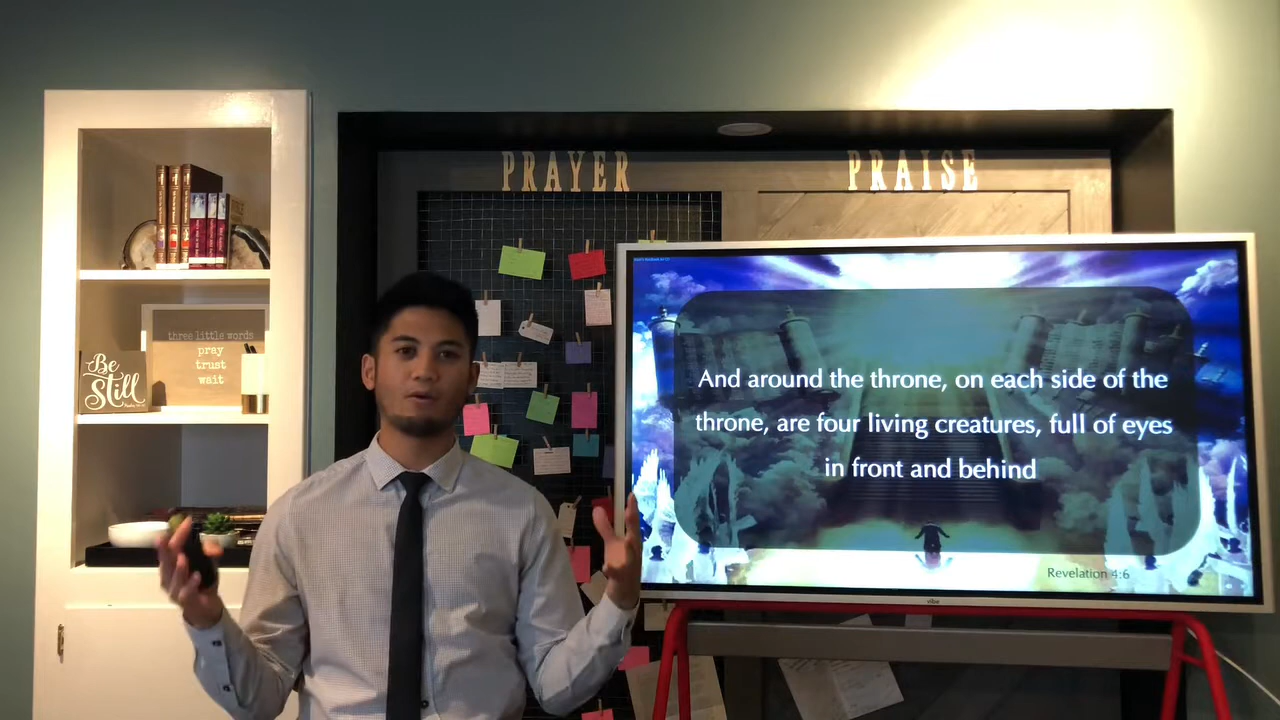 PRAYER
PRAISE
three little words
pray
trust
wait
Be
Still
And around the throne, on each side of the
throne, are four living creatures, full of eyes
in front and behind
Revelation 4:6
vibe